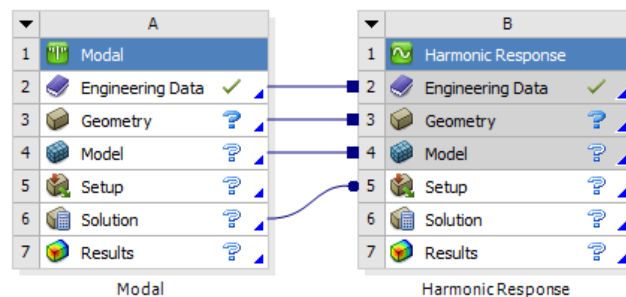 A
1 Modal
2 Engineering Data
3 Geometry ?
4 Model ?
5 Setup ?
6 Solution ?
7 Results ?
Modal
B
1 Harmonic Response
2 Engineering Data
3 Geometry ?
4 Model ?
5 Setup ?
6 Solution ?
7 Results ?
Harmonic Response